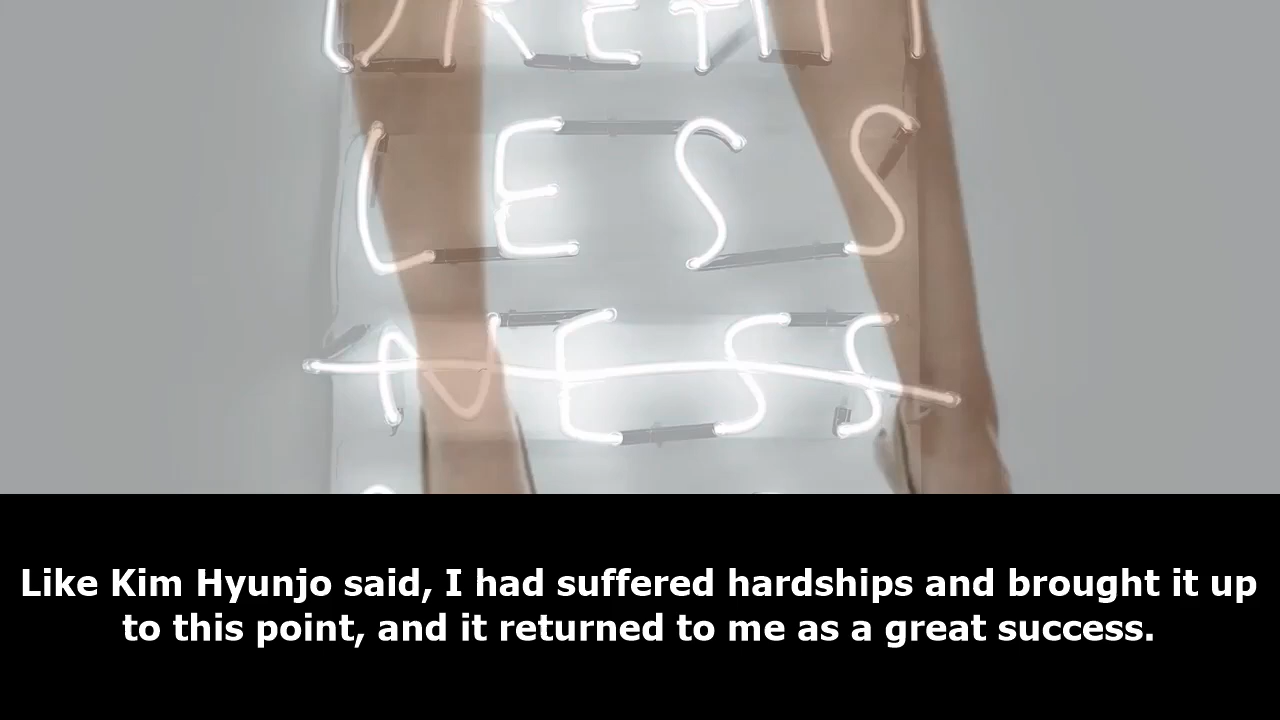 LESS
NESS
Like Kim Hyunjo said, I had suffered hardships and brought it up
to this point, and it returned to me as a great success.